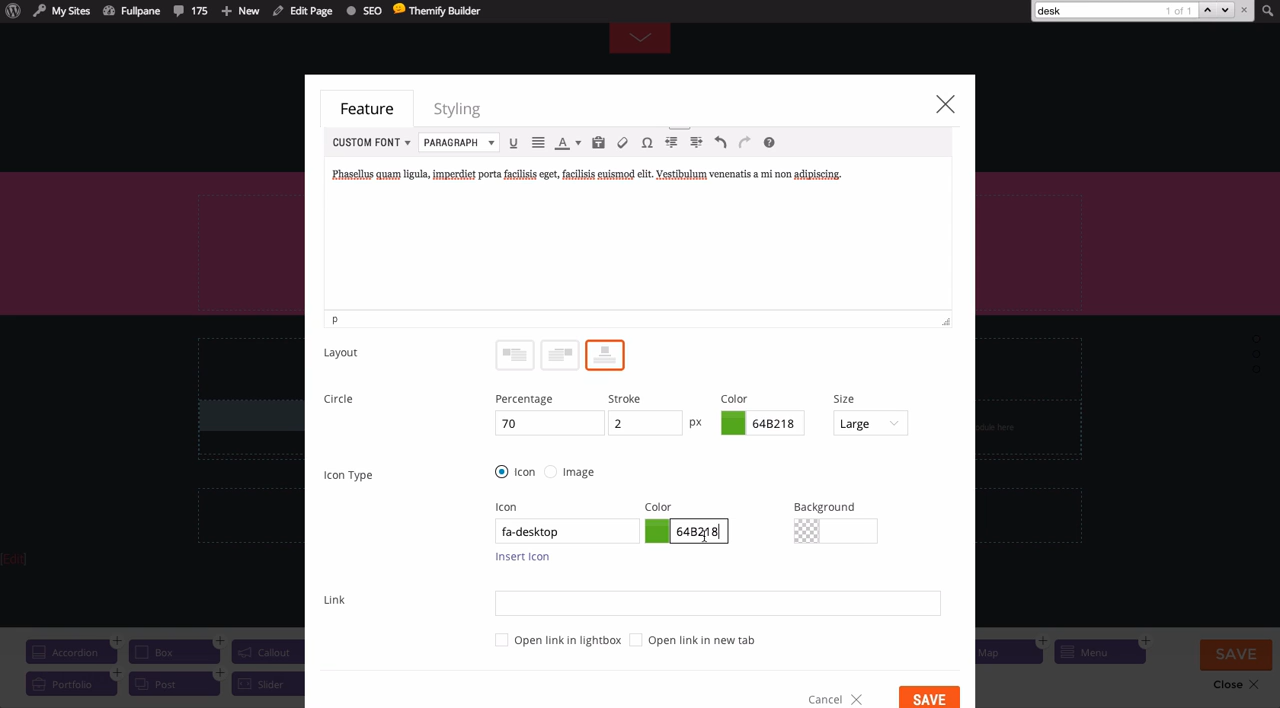 My Sites Fullpane 175 New Edit Page SEO Themify Builder desk 1 of 1
Feature Styling
CUSTOM FONT PARAGRAPH U A Ω
Phasellus quam ligula, imperdiet porta facilisis eget, facilisis euismod elit. Vestibulum venenatis a mi non adipiscing.
p
Layout
Circle Percentage Stroke Color Size
70 2 px 64B218 Large
dule here
Icon Type Icon Image
Icon Color Background
fa-desktop 64B218
Insert Icon
[Edit]
Link
Open link in lightbox Open link in new tab
Accordion Box Callout Map Menu SAVE
Portfolio Post Slider Close
Cancel SAVE